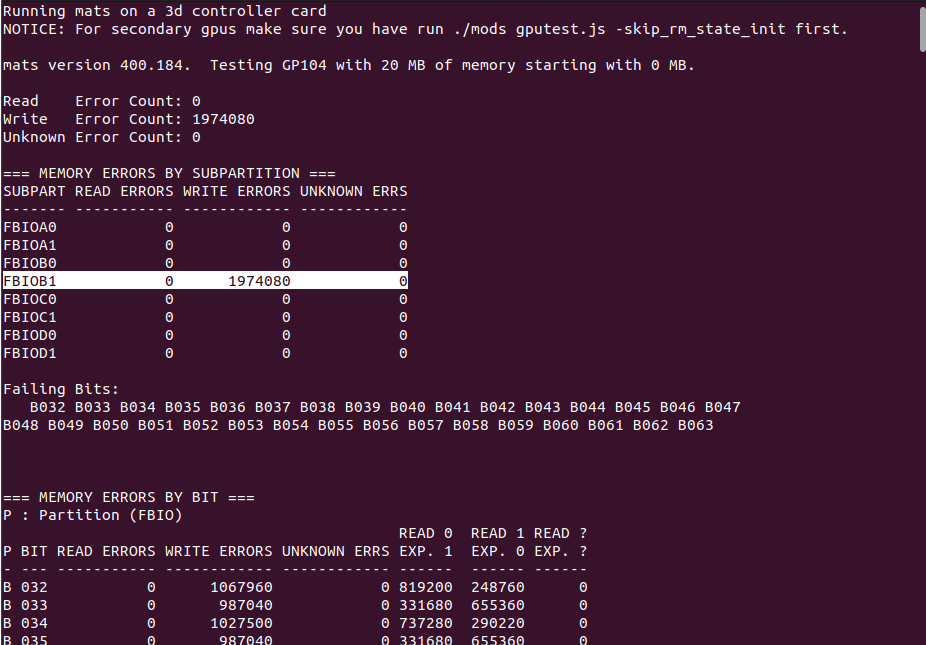 Running mats on a 3d controller card
NOTICE: For secondary gpus make sure you have run ./mods gputest.js -skip_rm_state_init first.
mats version 400.184.  Testing GP104 with 20 MB of memory starting with 0 MB.
Read    Error Count: 0
Write   Error Count: 1974080
Unknown Error Count: 0
=== MEMORY ERRORS BY SUBPARTITION ===
SUBPART READ ERRORS WRITE ERRORS UNKNOWN ERRS
------- ----------- ------------ ------------
FBIOA0            0            0            0
FBIOA1            0            0            0
FBIOB0            0            0            0
FBIOB1            0      1974080            0
FBIOC0            0            0            0
FBIOC1            0            0            0
FBIOD0            0            0            0
FBIOD1            0            0            0
Failing Bits:
   B032 B033 B034 B035 B036 B037 B038 B039 B040 B041 B042 B043 B044 B045 B046 B047
B048 B049 B050 B051 B052 B053 B054 B055 B056 B057 B058 B059 B060 B061 B062 B063
=== MEMORY ERRORS BY BIT ===
P : Partition (FBIO)
                                            READ 0  READ 1 READ ?
P BIT READ ERRORS WRITE ERRORS UNKNOWN ERRS EXP. 1  EXP. 0 EXP. ?
- --- ----------- ------------ ------------ ------  ------ ------
B 032           0      1067960            0 819200  248760      0
B 033           0       987040            0 331680  655360      0
B 034           0      1027500            0 737280  290220      0
B 035           0       987040            0 331680  655360      0